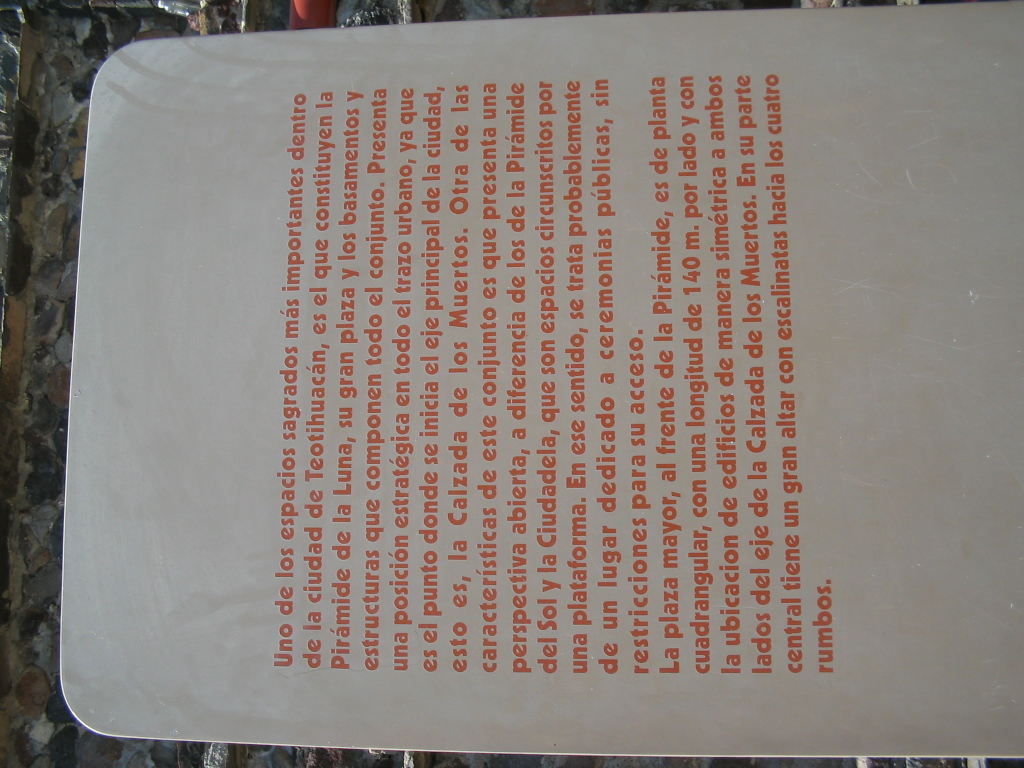 Uno de los espacios sagrados más importantes dentro
de la ciudad de Teotihuacán, es el que constituyen la
Pirámide de la Luna, su gran plaza y los basamentos y
estructuras que componen todo el conjunto. Presenta
una posición estratégica en todo el trazo urbano, ya que
es el punto donde se inicia el eje principal de la ciudad,
esto es, la Calzada de los Muertos. Otra de las
características de este conjunto es que presenta una
perspectiva abierta, a diferencia de los de la Pirámide
del Sol y la Ciudadela, que son espacios circunscritos por
una plataforma. En ese sentido, se trata probablemente
de un lugar dedicado a ceremonias públicas, sin
restricciones para su acceso.
La plaza mayor, al frente de la Pirámide, es de planta
cuadrangular, con una longitud de 140 m. por lado y con
la ubicacion de edificios de manera simétrica a ambos
lados del eje de la Calzada de los Muertos. En su parte
central tiene un gran altar con escalinatas hacia los cuatro
rumbos.